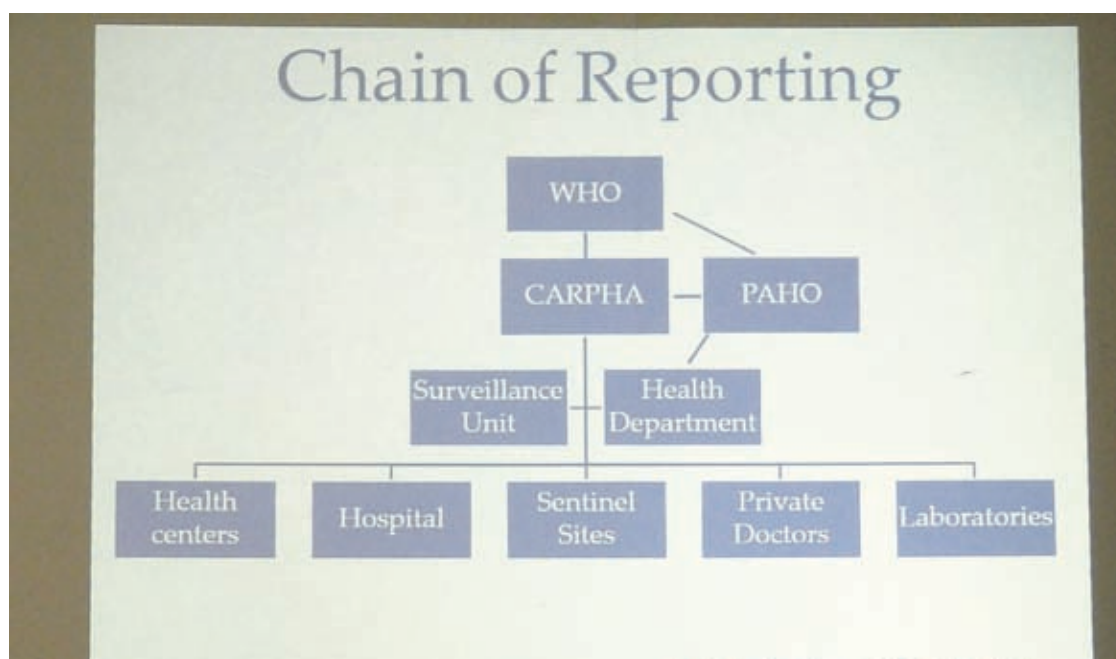 Chain of Reporting
WHO
CARPHA
PAHO
Surveillance
Unit
Health
Department
Health
centers
Hospital
Sentinel
Sites
Private
Doctors
Laboratories